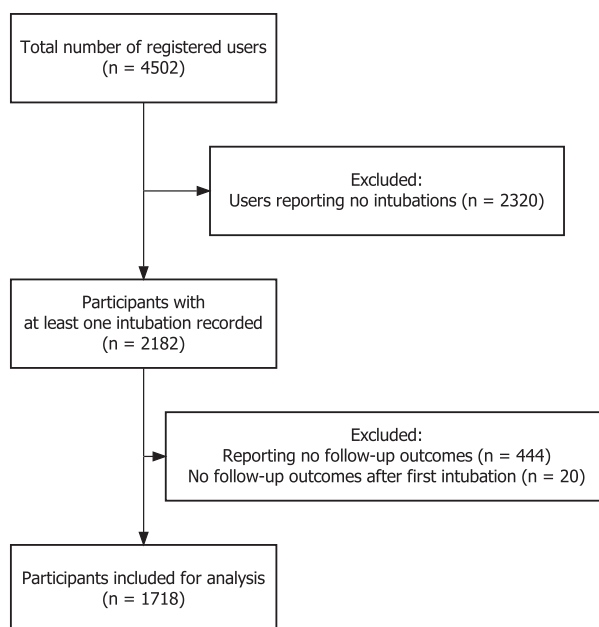 Total number of registered users
(n = 4502)
Excluded:
Users reporting no intubations (n = 2320)
Participants with
at least one intubation recorded
(n = 2182)
Excluded:
Reporting no follow-up outcomes (n = 444)
No follow-up outcomes after first intubation (n = 20)
Participants included for analysis
(n = 1718)